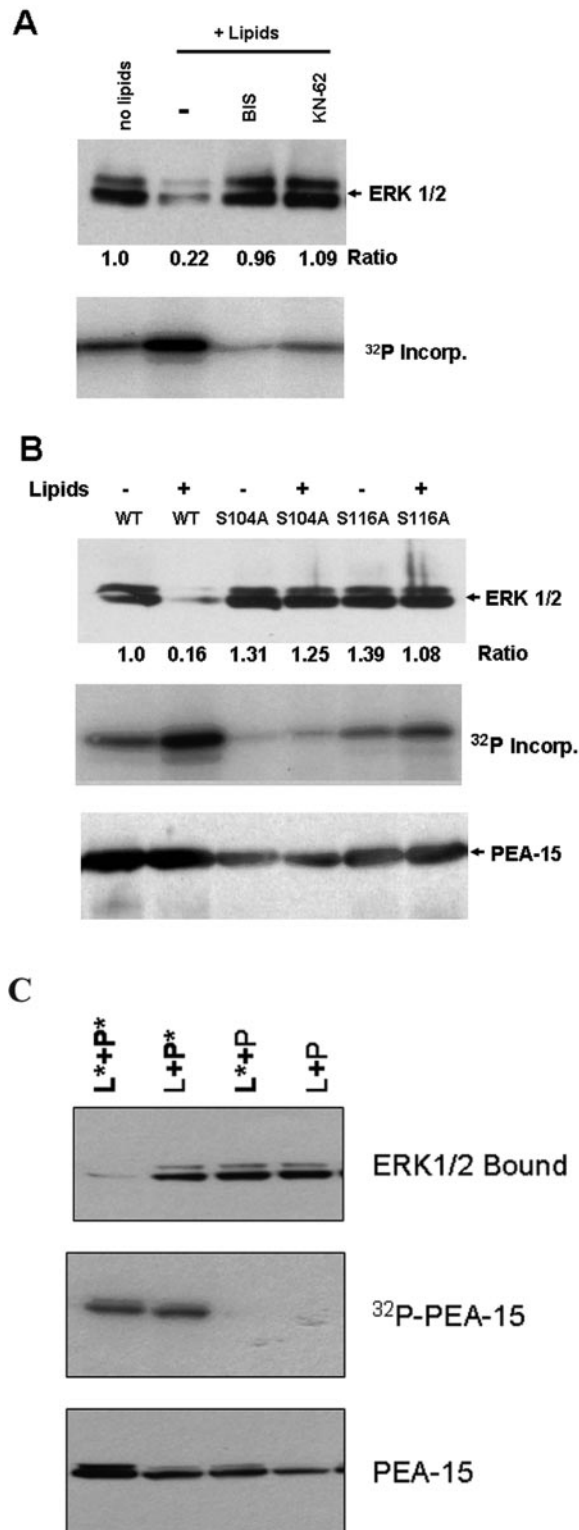 A
+ Lipids
no lipids - BIS KN-62
ERK 1/2
1.0 0.22 0.96 1.09 Ratio
³²P Incorp.
B
Lipids - + - + - +
WT WT S104A S104A S116A S116A
ERK 1/2
1.0 0.16 1.31 1.25 1.39 1.08 Ratio
³²P Incorp.
PEA-15
C
L*+P* L+P* L*+P L+P
ERK1/2 Bound
³²P-PEA-15
PEA-15